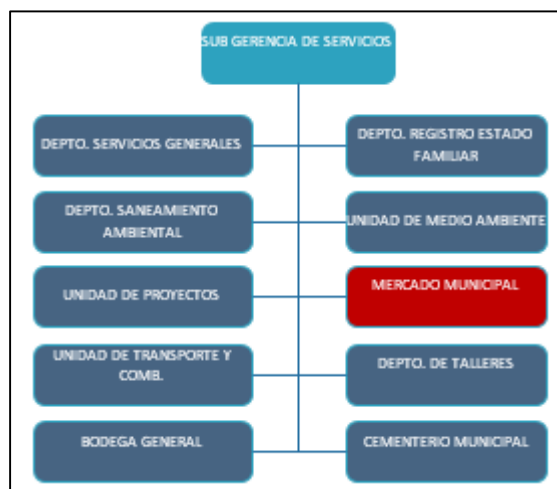 SUB GERENCIA DE SERVICIOS
DEPTO. SERVICIOS GENERALES
DEPTO. REGISTRO ESTADO
FAMILIAR
DEPTO. SANEAMIENTO
AMBIENTAL
UNIDAD DE MEDIO AMBIENTE
UNIDAD DE PROYECTOS
MERCADO MUNICIPAL
UNIDAD DE TRANSPORTE Y
COMB.
DEPTO. DE TALLERES
BODEGA GENERAL
CEMENTERIO MUNICIPAL